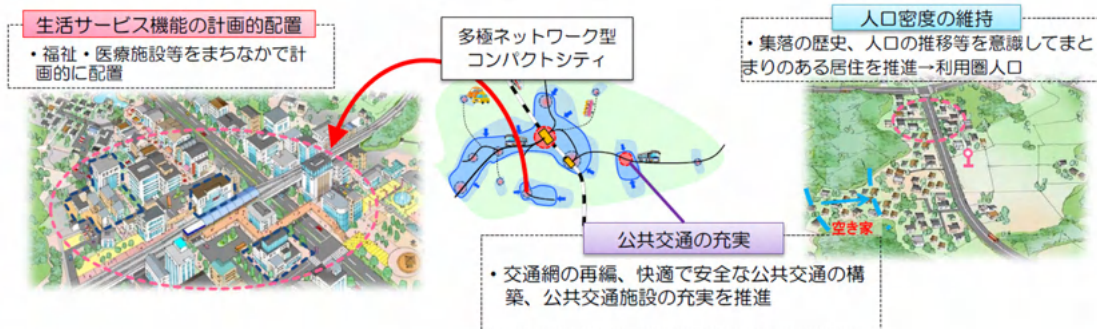 生活サービス機能の計画的配置
・福祉・医療施設等をまちなかで計
画的に配置
多極ネットワーク型
コンパクトシティ
人口密度の維持
・集落の歴史、人口の推移等を意識してまと
まりのある居住を推進→利用圏人口
空き家
公共交通の充実
・交通網の再編、快適で安全な公共交通の構
築、公共交通施設の充実を推進